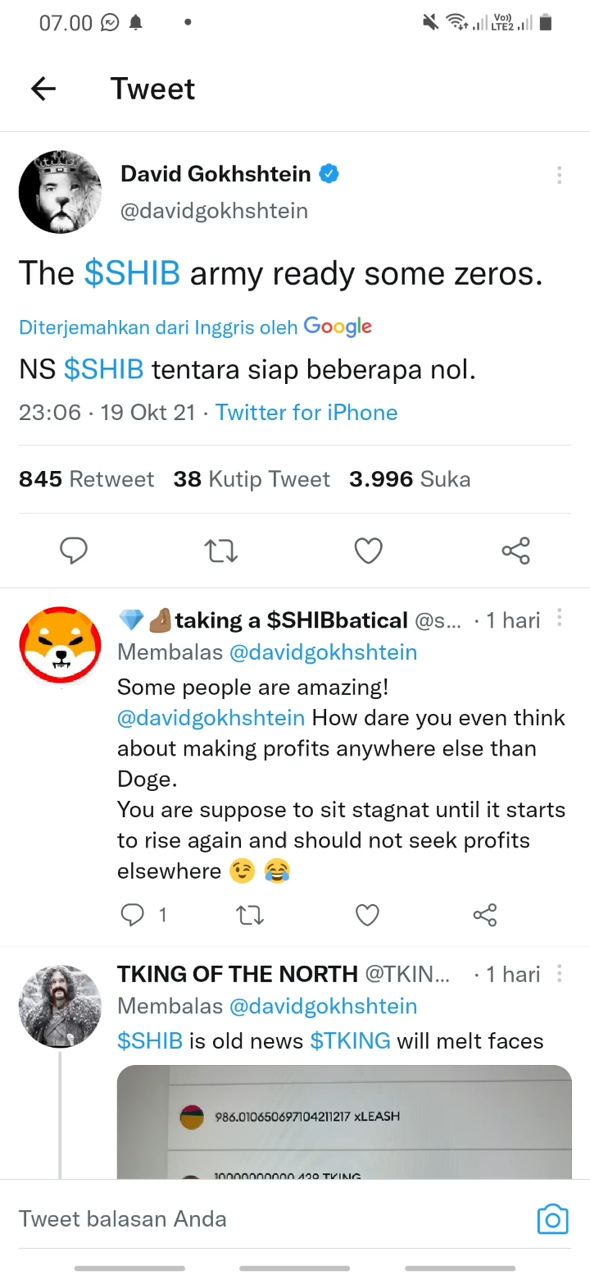 07.00
Vo)) LTE2
Tweet
David Gokhshtein
@davidgokhshtein
The $SHIB army ready some zeros.
Diterjemahkan dari Inggris oleh Google
NS $SHIB tentara siap beberapa nol.
23:06 · 19 Okt 21 · Twitter for iPhone
845 Retweet 38 Kutip Tweet 3.996 Suka
💎🤏🏽taking a $SHIBbatical @s... · 1 hari
Membalas @davidgokhshtein
Some people are amazing!
@davidgokhshtein How dare you even think
about making profits anywhere else than
Doge.
You are suppose to sit stagnat until it starts
to rise again and should not seek profits
elsewhere 😉 😂
1
TKING OF THE NORTH @TKIN... · 1 hari
Membalas @davidgokhshtein
$SHIB is old news $TKING will melt faces
986.010650697104211217 xLEASH
TKING
Tweet balasan Anda